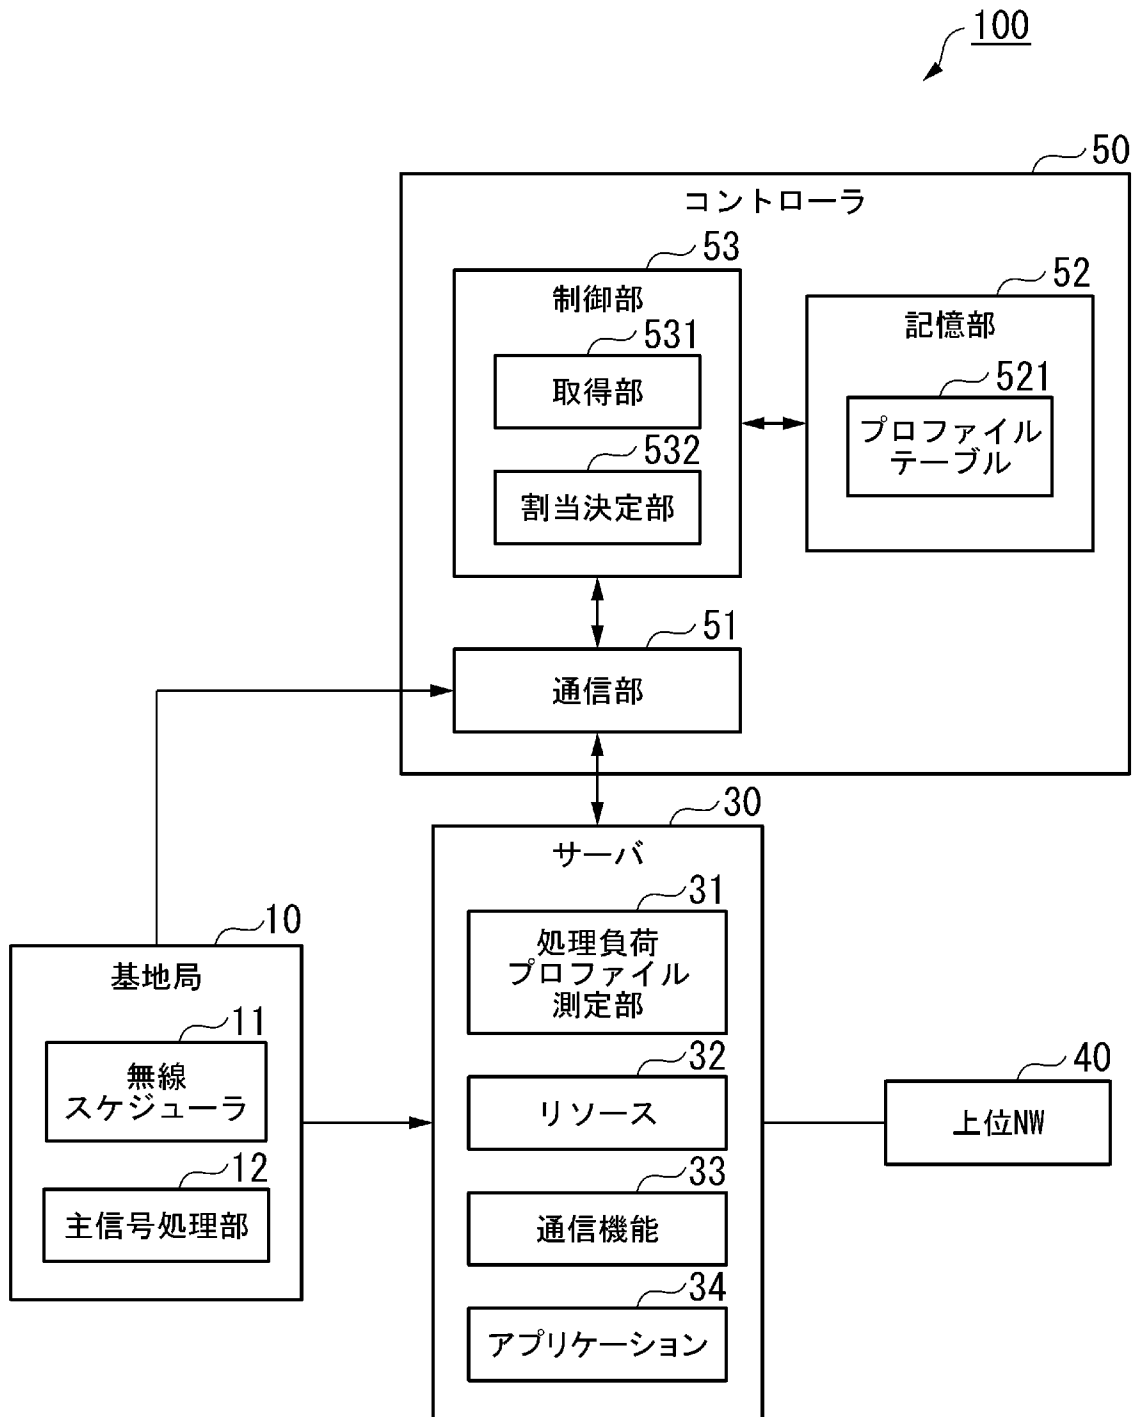 100
50
コントローラ
53
制御部
531
取得部
532
割当決定部
52
記憶部
521
プロファイル
テーブル
51
通信部
30
サーバ
31
処理負荷
プロファイル
測定部
32
リソース
33
通信機能
34
アプリケーション
10
基地局
11
無線
スケジューラ
12
主信号処理部
40
上位NW